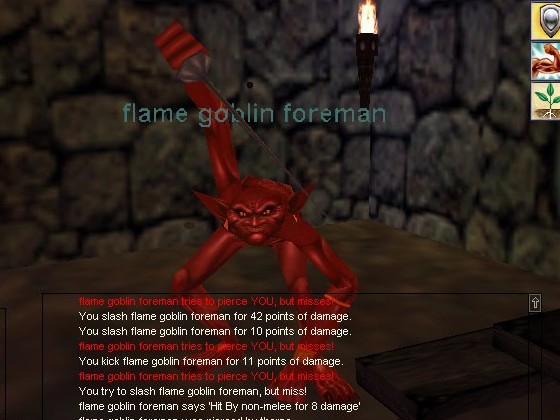 flame goblin foreman
flame goblin foreman tries to pierce YOU, but misses!
You slash flame goblin foreman for 42 points of damage.
You slash flame goblin foreman for 10 points of damage.
flame goblin foreman tries to pierce YOU, but misses!
You kick flame goblin foreman for 11 points of damage.
flame goblin foreman tries to pierce YOU, but misses!
You try to slash flame goblin foreman, but miss!
flame goblin foreman says 'Hit By non-melee for 8 damage'